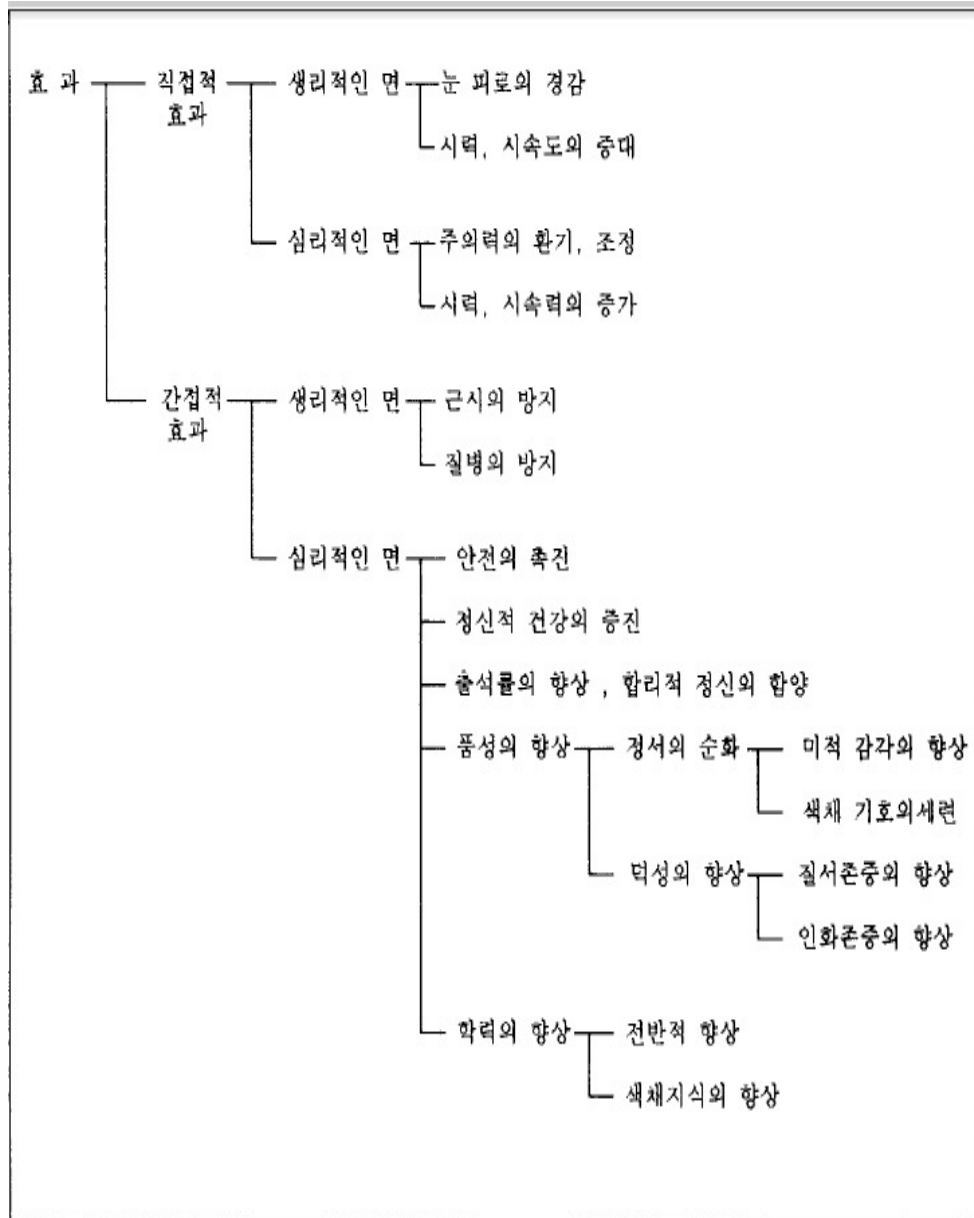 효 과 직접적 생리적인 면 눈 피로의 경감
효과
시력, 시속도의 증대
심리적인 면 주의력의 환기, 조정
시력, 시속력의 증가
간접적 생리적인 면 근시의 방지
효과
질병의 방지
심리적인 면 안전의 촉진
정신적 건강의 증진
출석률의 향상 , 합리적 정신의 함양
품성의 향상 정서의 순화 미적 감각의 향상
색채 기호의세련
덕성의 향상 질서존중의 향상
인화존중의 향상
학력의 향상 전반적 향상
색채지식의 향상